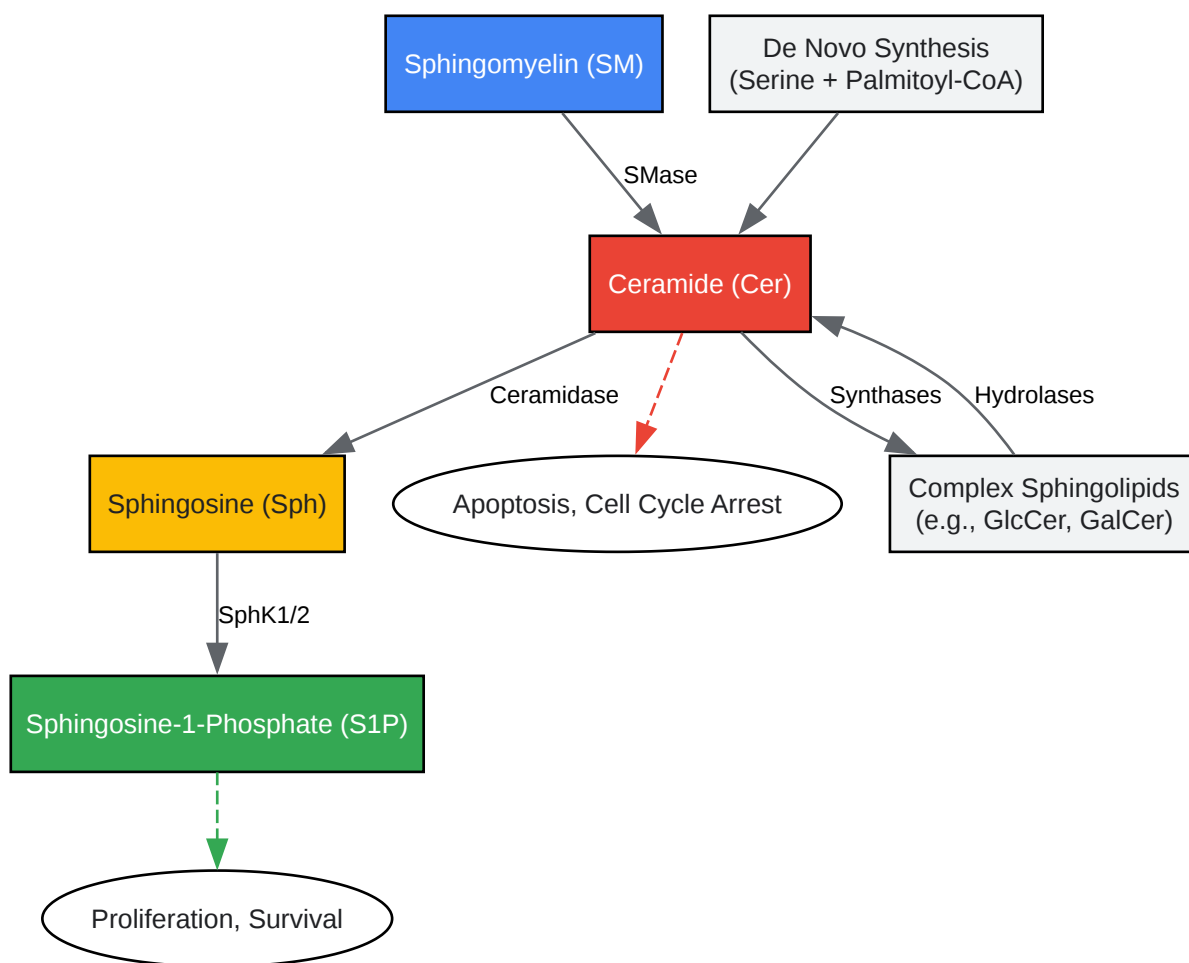 Sphingomyelin (SM)
De Novo Synthesis
(Serine + Palmitoyl-CoA)
SMase
Ceramide (Cer)
Ceramidase
Synthases
Hydrolases
Sphingosine (Sph)
Apoptosis, Cell Cycle Arrest
Complex Sphingolipids
(e.g., GlcCer, GalCer)
SphK1/2
Sphingosine-1-Phosphate (S1P)
Proliferation, Survival